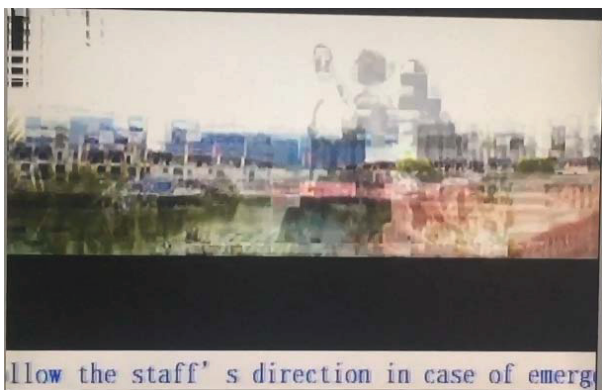 llow the staff's direction in case of emerg